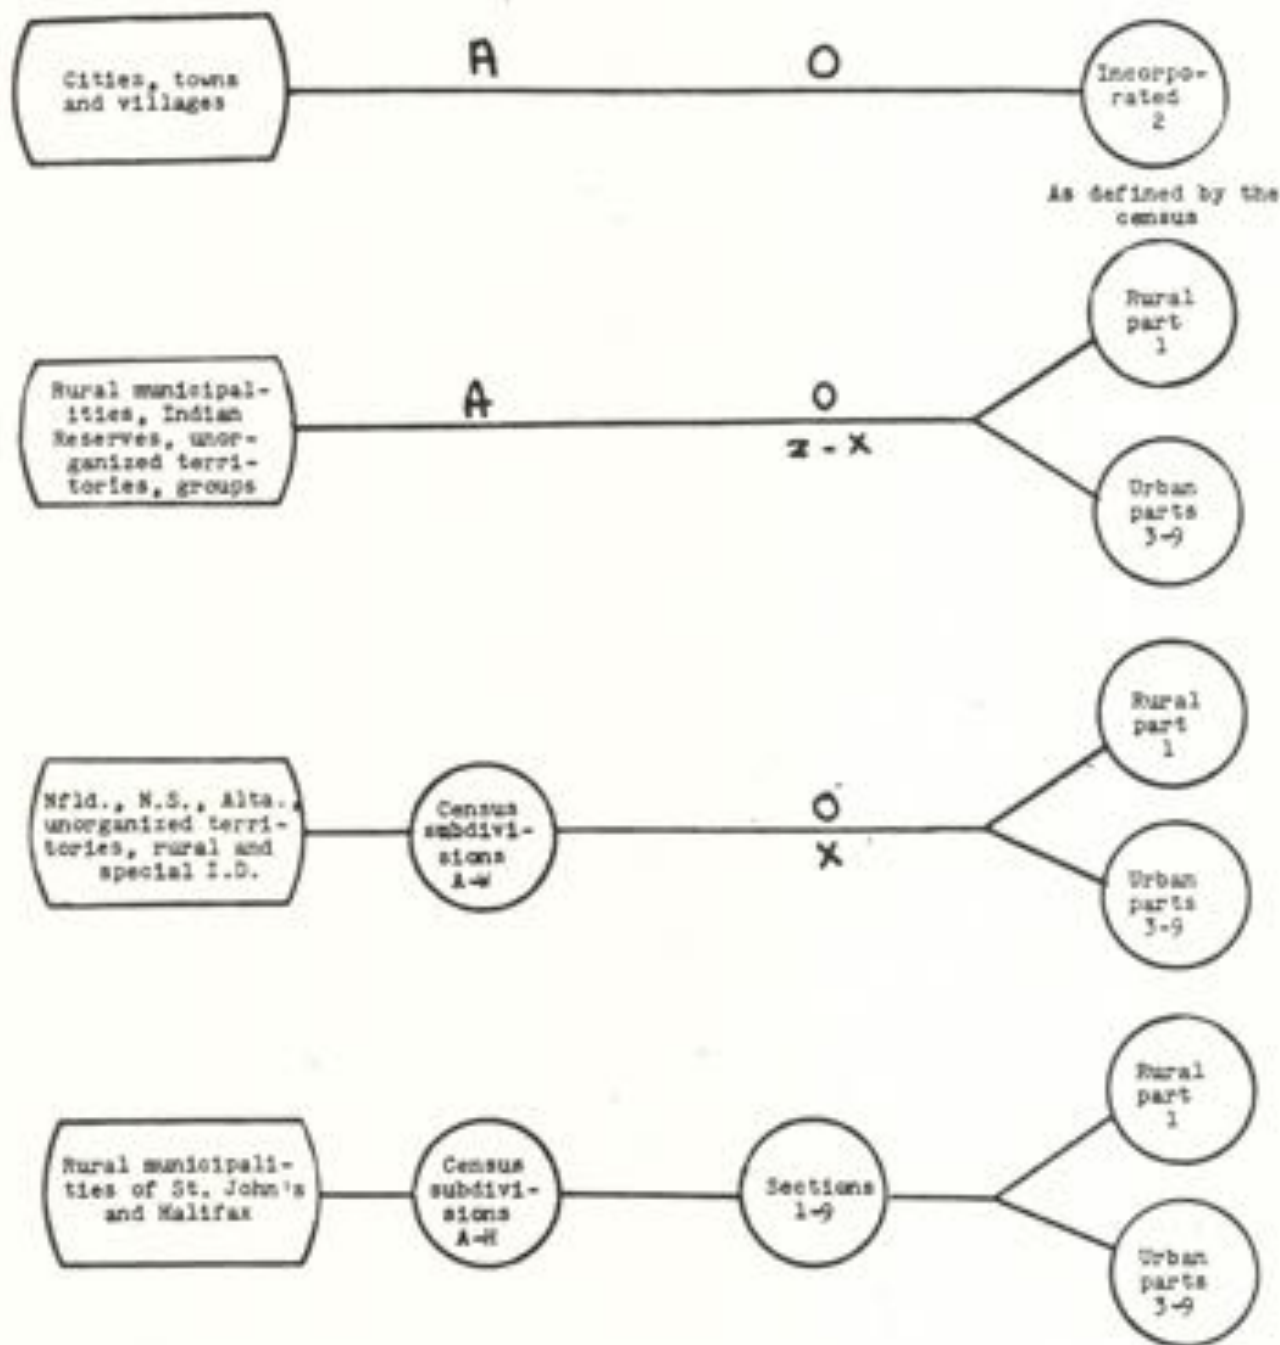 Cities, towns
and villages
A
O
Incorpo-
rated
2
As defined by the
census
Rural municipal-
ities, Indian
Reserves, unor-
ganized terri-
tories, groups
A
O
z - x
Rural
part
1
Urban
parts
3-9
Nfld., N.S., Alta.,
unorganized terri-
tories, rural and
special I.D.
Census
subdivi-
sions
A-W
O
X
Rural
part
1
Urban
parts
3-9
Rural municipali-
ties of St. John's
and Halifax
Census
subdivi-
sions
A-H
Sections
1-9
Rural
part
1
Urban
parts
3-9